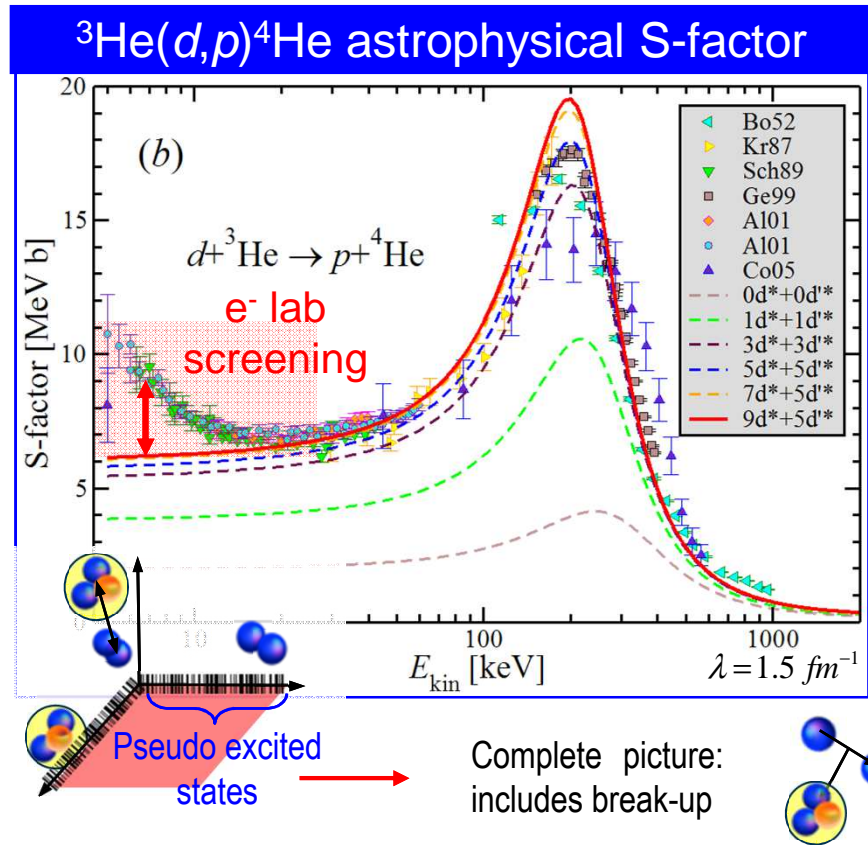 ³He(d,p)⁴He astrophysical S-factor
20
15
10
5
S-factor [MeV b]
(b)
d+³He → p+⁴He
e⁻ lab
screening
Bo52
Kr87
Sch89
Ge99
Al01
Al01
Co05
0d*+0d'*
1d*+1d'*
3d*+3d'*
5d*+5d'*
7d*+5d'*
9d*+5d'*
0
10
100
1000
E_kin [keV]
λ = 1.5 fm⁻¹
Pseudo excited
states
Complete picture:
includes break-up